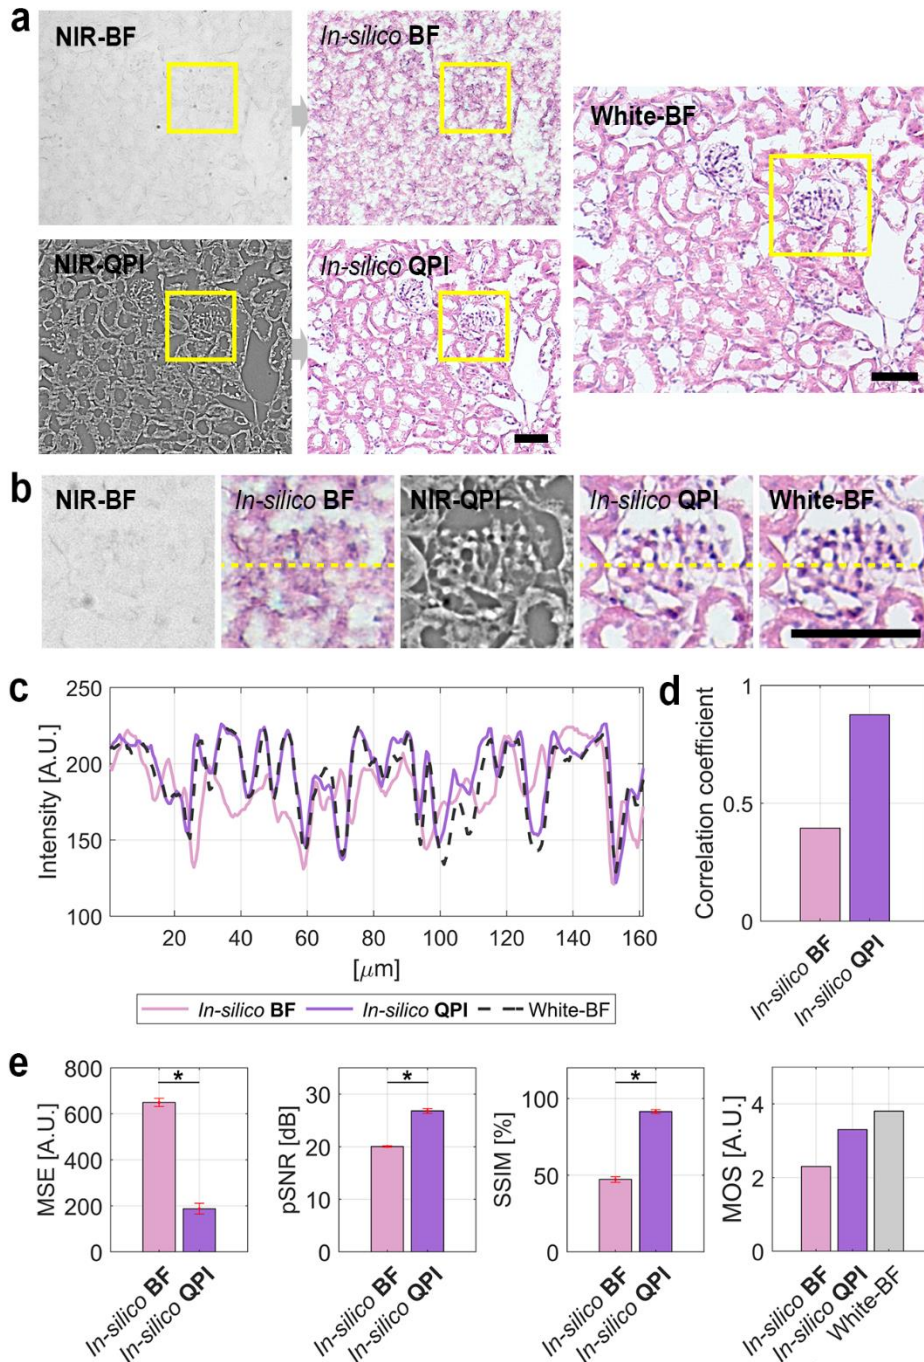 a
NIR-BF
In-silico BF
White-BF
NIR-QPI
In-silico QPI
b
NIR-BF
In-silico BF
NIR-QPI
In-silico QPI
White-BF
c
250
200
150
100
Intensity [A.U.]
20 40 60 80 100 120 140 160
[μm]
In-silico BF In-silico QPI White-BF
d
1
0.5
0
Correlation coefficient
In-silico BF
In-silico QPI
e
800
600
400
200
0
MSE [A.U.]
*
In-silico BF
In-silico QPI
30
20
10
0
pSNR [dB]
*
In-silico BF
In-silico QPI
100
50
0
SSIM [%]
*
In-silico BF
In-silico QPI
4
2
0
MOS [A.U.]
In-silico BF
In-silico QPI
White-BF